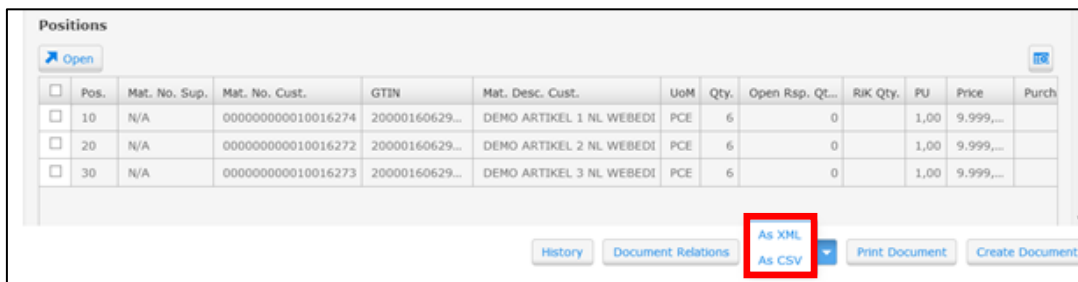 Positions
Open
Pos. Mat. No. Sup. Mat. No. Cust. GTIN Mat. Desc. Cust. UoM Qty. Open Rsp. Qt... RiK Qty. PU Price Purch
10 N/A 000000000010016274 20000160629... DEMO ARTIKEL 1 NL WEBEDI PCE 6 0 1,00 9.999,...
20 N/A 000000000010016272 20000160629... DEMO ARTIKEL 2 NL WEBEDI PCE 6 0 1,00 9.999,...
30 N/A 000000000010016273 20000160629... DEMO ARTIKEL 3 NL WEBEDI PCE 6 0 1,00 9.999,...
As XML
History Document Relations As CSV Print Document Create Document